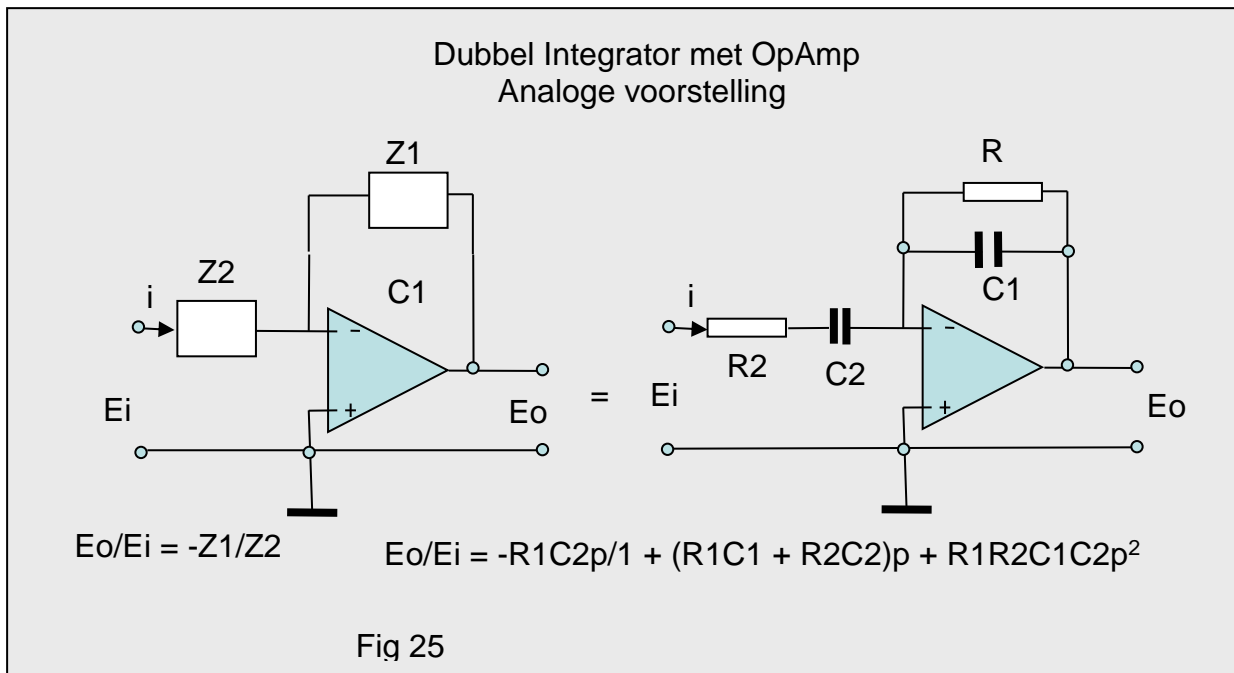 Dubbel Integrator met OpAmp
Analoge voorstelling
Z1
Z2
i
C1
-
+
Ei
Eo
=
R
C1
i
R2
C2
-
+
Ei
Eo
Eo/Ei = -Z1/Z2
Eo/Ei = -R1C2p/1 + (R1C1 + R2C2)p + R1R2C1C2p²
Fig 25